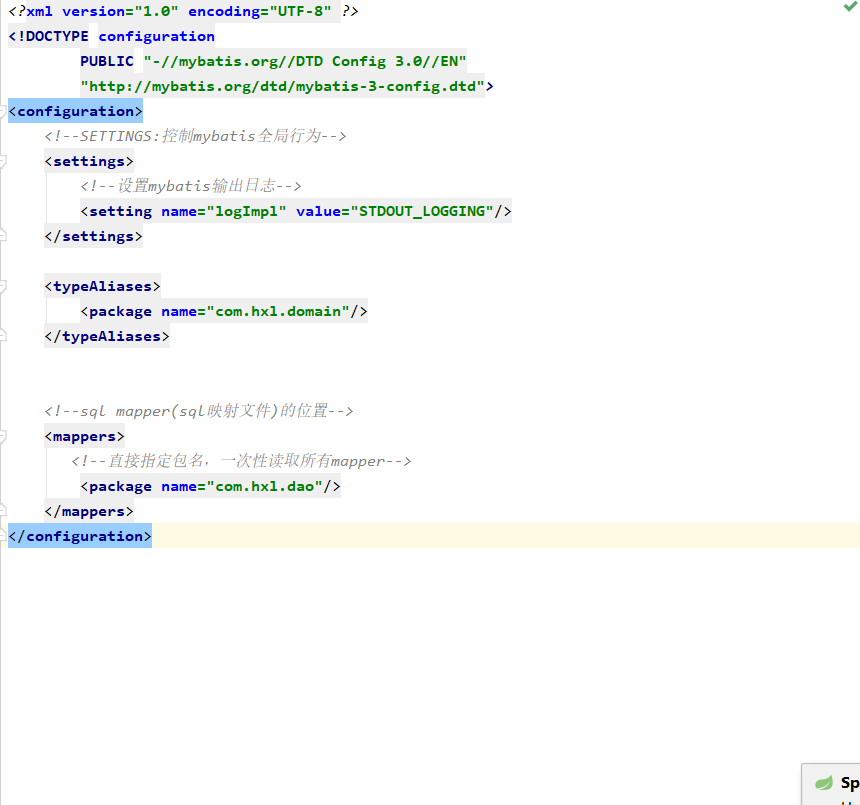 <?xml version="1.0" encoding="UTF-8" ?>
<!DOCTYPE configuration
PUBLIC "-//mybatis.org//DTD Config 3.0//EN"
"http://mybatis.org/dtd/mybatis-3-config.dtd">
<configuration>
<!--SETTINGS:控制mybatis全局行为-->
<settings>
<!--设置mybatis输出日志-->
<setting name="logImpl" value="STDOUT_LOGGING"/>
</settings>
<typeAliases>
<package name="com.hxl.domain"/>
</typeAliases>
<!--sql mapper(sql映射文件)的位置-->
<mappers>
<!--直接指定包名，一次性读取所有mapper-->
<package name="com.hxl.dao"/>
</mappers>
</configuration>
Sp